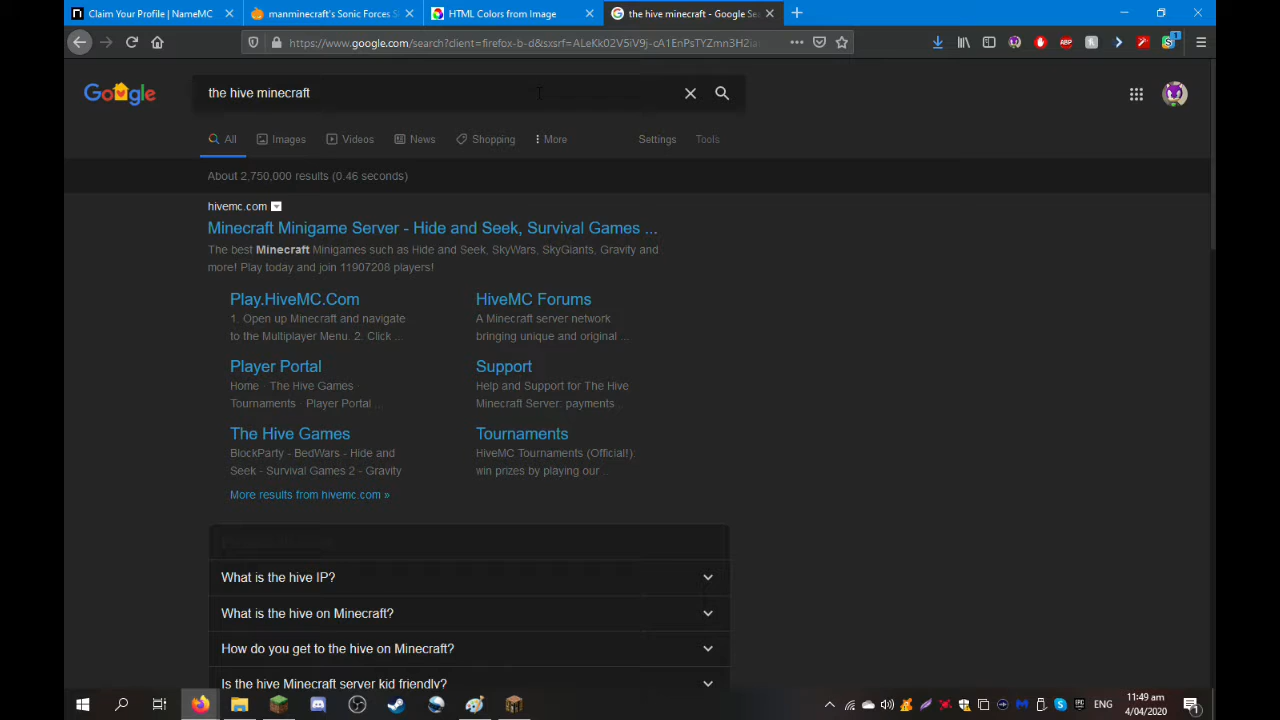 Claim Your Profile | NameMC
manminecraft's Sonic Forces S
HTML Colors from Image
the hive minecraft - Google Sea
https://www.google.com/search?client=firefox-b-d&sxsrf=
Google
the hive minecraft
All
Images
Videos
News
Shopping
More
Settings
Tools
About 2,750,000 results (0.46 seconds)
hivemc.com
Minecraft Minigame Server - Hide and Seek, Survival Games ...
The best Minecraft Minigames such as Hide and Seek, SkyWars, SkyGiants, Gravity and
more! Play today and join 11907208 players!
Play.HiveMC.Com
1. Open up Minecraft and navigate
to the Multiplayer Menu. 2. Click ...
HiveMC Forums
A Minecraft server network
bringing unique and original ...
Player Portal
Home · The Hive Games ·
Tournaments · Player Portal ...
Support
Help and Support for The Hive
Minecraft Server: payments ...
The Hive Games
BlockParty - BedWars - Hide and
Seek - Survival Games 2 - Gravity
Tournaments
HiveMC Tournaments (Official!):
win prizes by playing our ...
More results from hivemc.com »
What is the hive IP?
What is the hive on Minecraft?
How do you get to the hive on Minecraft?
Is the hive Minecraft server kid friendly?
ABP
1
ENG
11:49 am
4/04/2020
1